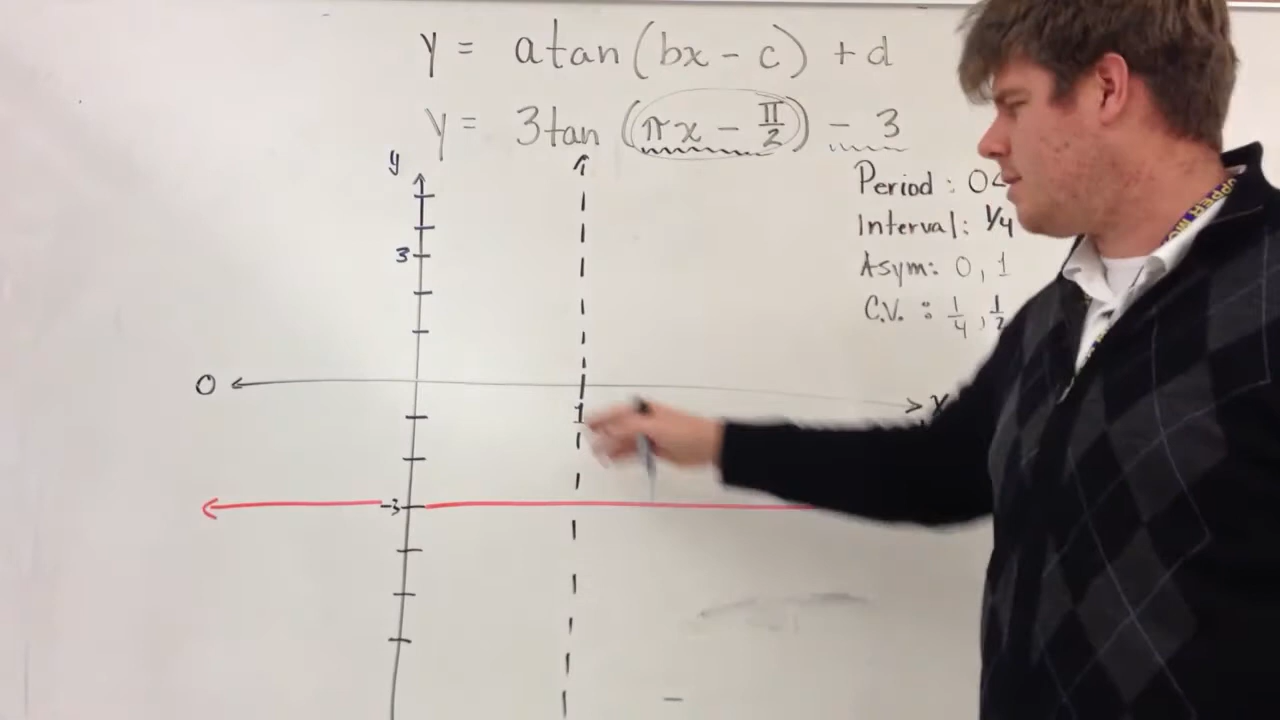 y = a tan (bx - c) + d
y = 3 tan (πx - π/2) - 3
y
Period : 0<
Interval: 1/4
3
Asym: 0, 1
C.V. : 1/4, 1/2
0
x
1
-3